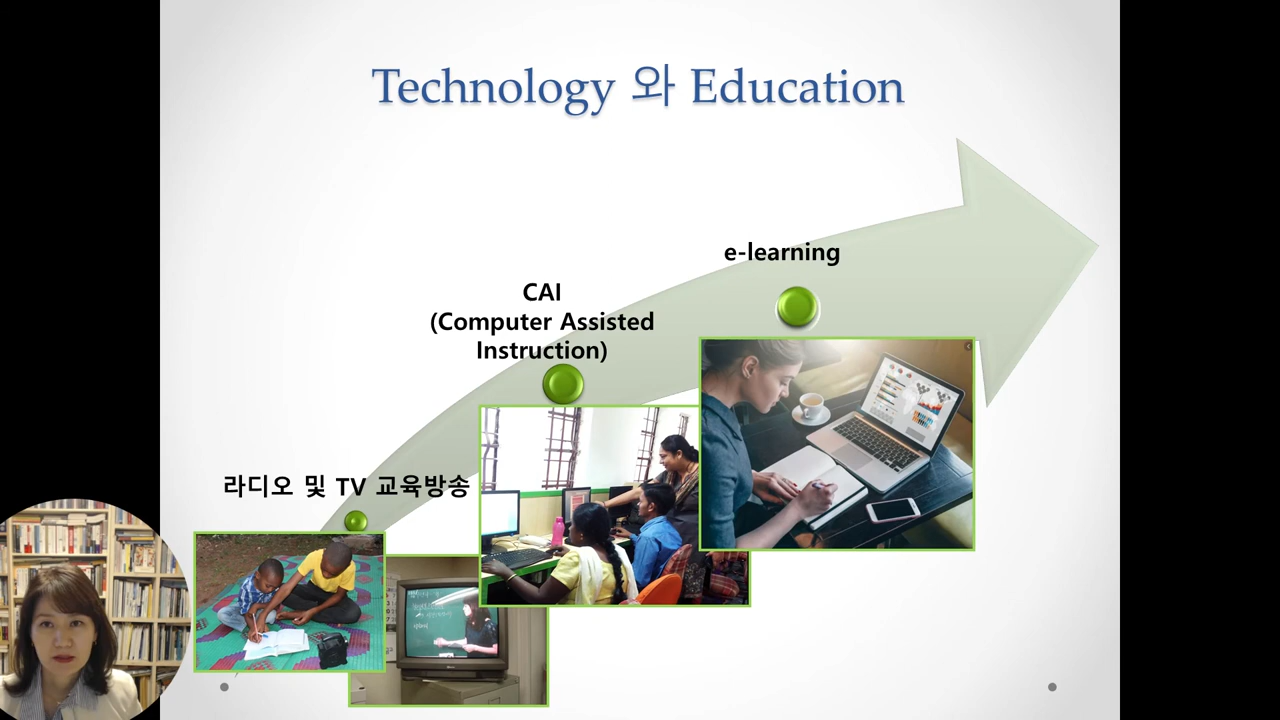 Technology 와 Education
e-learning
CAI
(Computer Assisted
Instruction)
라디오 및 TV 교육방송